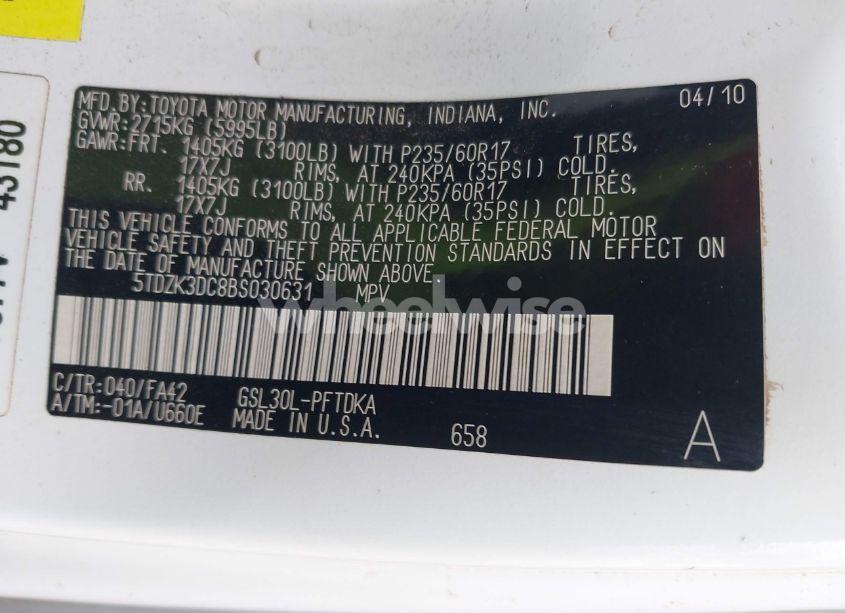 MFD. BY: TOYOTA MOTOR MANUFACTURING, INDIANA, INC. 04/10
GVWR: 2715KG (5995LB)
GAWR: FRT. 1405KG (3100LB) WITH P235/60R17 TIRES,
17X7J RIMS, AT 240KPA (35PSI) COLD.
RR. 1405KG (3100LB) WITH P235/60R17 TIRES,
17X7J RIMS, AT 240KPA (35PSI) COLD.
THIS VEHICLE CONFORMS TO ALL APPLICABLE FEDERAL MOTOR
VEHICLE SAFETY AND THEFT PREVENTION STANDARDS IN EFFECT ON
THE DATE OF MANUFACTURE SHOWN ABOVE.
5TDZK3DC8BS030631 MPV
wheelwise
C/TR: 040/FA42 GSL30L-PFTDKA
A/TM: -01A/U660E MADE IN U.S.A. 658 A
43180